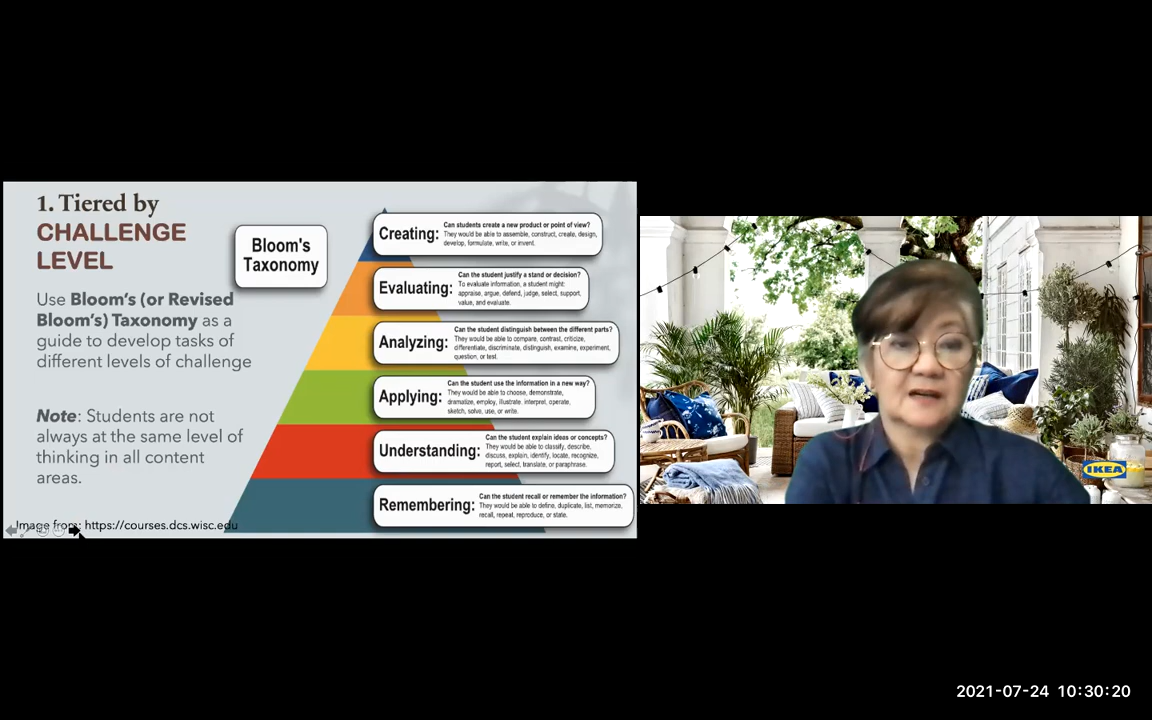 1. Tiered by
CHALLENGE
LEVEL
Use Bloom's (or Revised
Bloom's) Taxonomy as a
guide to develop tasks of
different levels of challenge
Note: Students are not
always at the same level of
thinking in all content
areas.
Image from: https://courses.dcs.wisc.edu
Bloom's
Taxonomy
Creating: Can students create a new product or point of view?
They would be able to assemble, construct, create, design,
develop, formulate, write, or invent.
Evaluating: Can the student justify a stand or decision?
To evaluate information, a student might:
appraise, argue, defend, judge, select, support,
value, and evaluate.
Analyzing: Can the student distinguish between the different parts?
They would be able to compare, contrast, criticize,
differentiate, discriminate, distinguish, examine, experiment,
question, or test.
Applying: Can the student use the information in a new way?
They would be able to choose, demonstrate,
dramatize, employ, illustrate. interpret, operate,
sketch, solve, use, or write.
Understanding: Can the student explain ideas or concepts?
They would be able to classify, describe,
discuss, explain, identify, locate, recognize,
report, select, translate, or paraphrase.
Remembering: Can the student recall or remember the information?
They would be able to define, duplicate, list, memorize,
recall, repeat, reproduce, or state.
IKEA
2021-07-24 10:30:20